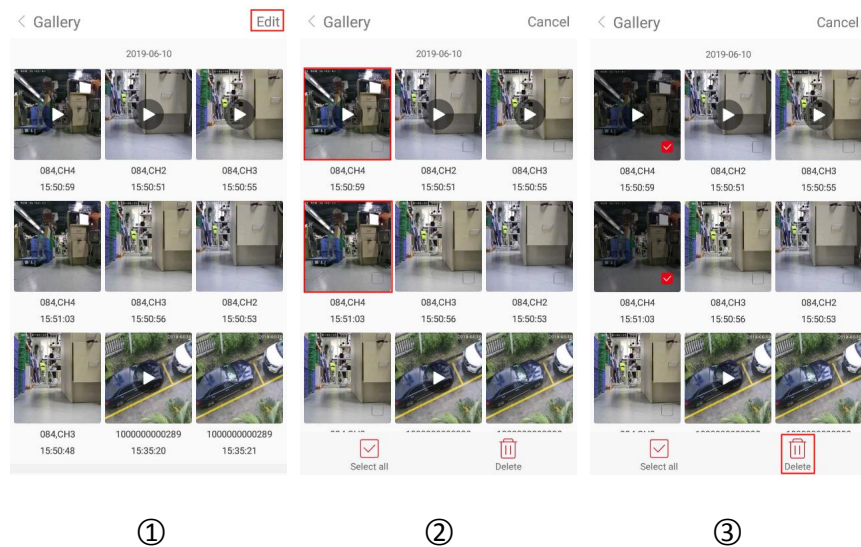 Gallery Edit
2019-06-10
084,CH4 084,CH2 084,CH3
15:50:59 15:50:51 15:50:55
084,CH4 084,CH3 084,CH2
15:51:03 15:50:56 15:50:53
084,CH3 1000000000289 1000000000289
15:50:48 15:35:20 15:35:21
①
Gallery Cancel
2019-06-10
084,CH4 084,CH2 084,CH3
15:50:59 15:50:51 15:50:55
084,CH4 084,CH3 084,CH2
15:51:03 15:50:56 15:50:53
Select all Delete
②
Gallery Cancel
2019-06-10
084,CH4 084,CH2 084,CH3
15:50:59 15:50:51 15:50:55
084,CH4 084,CH3 084,CH2
15:51:03 15:50:56 15:50:53
Select all Delete
③